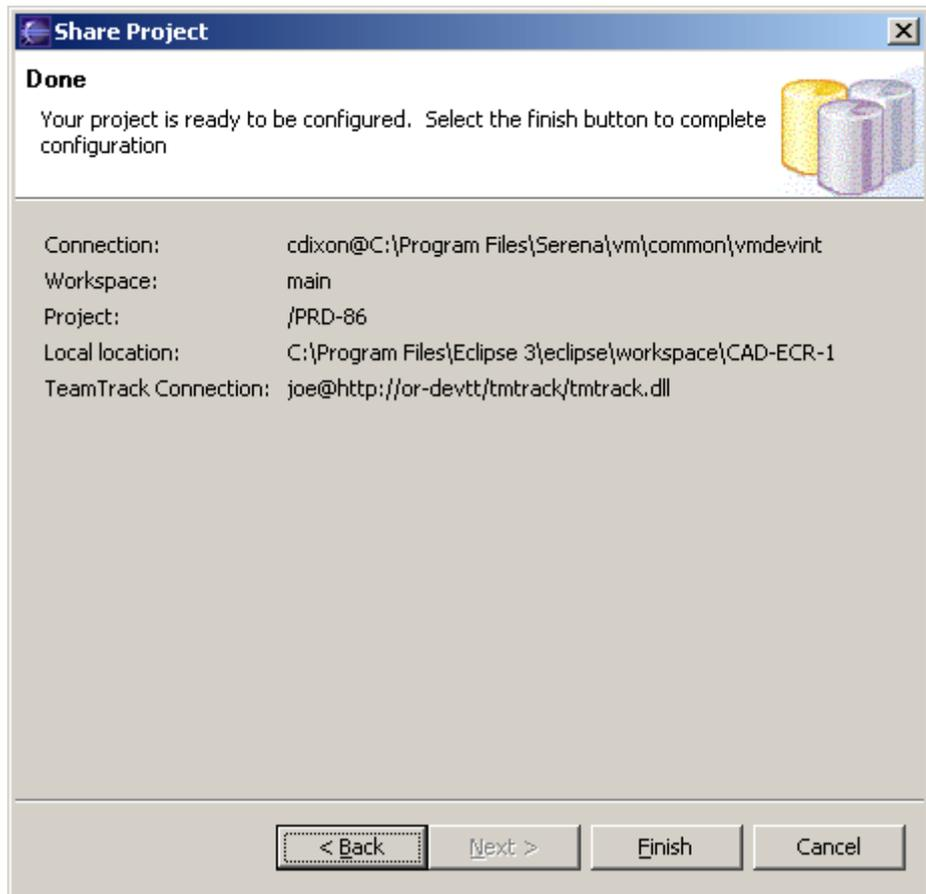 Share Project
Done
Your project is ready to be configured.  Select the finish button to complete
configuration
Connection: cdixon@C:\Program Files\Serena\vm\common\vmdevint
Workspace: main
Project: /PRD-86
Local location: C:\Program Files\Eclipse 3\eclipse\workspace\CAD-ECR-1
TeamTrack Connection: joe@http://or-devtt/tmtrack/tmtrack.dll
< Back Next > Finish Cancel